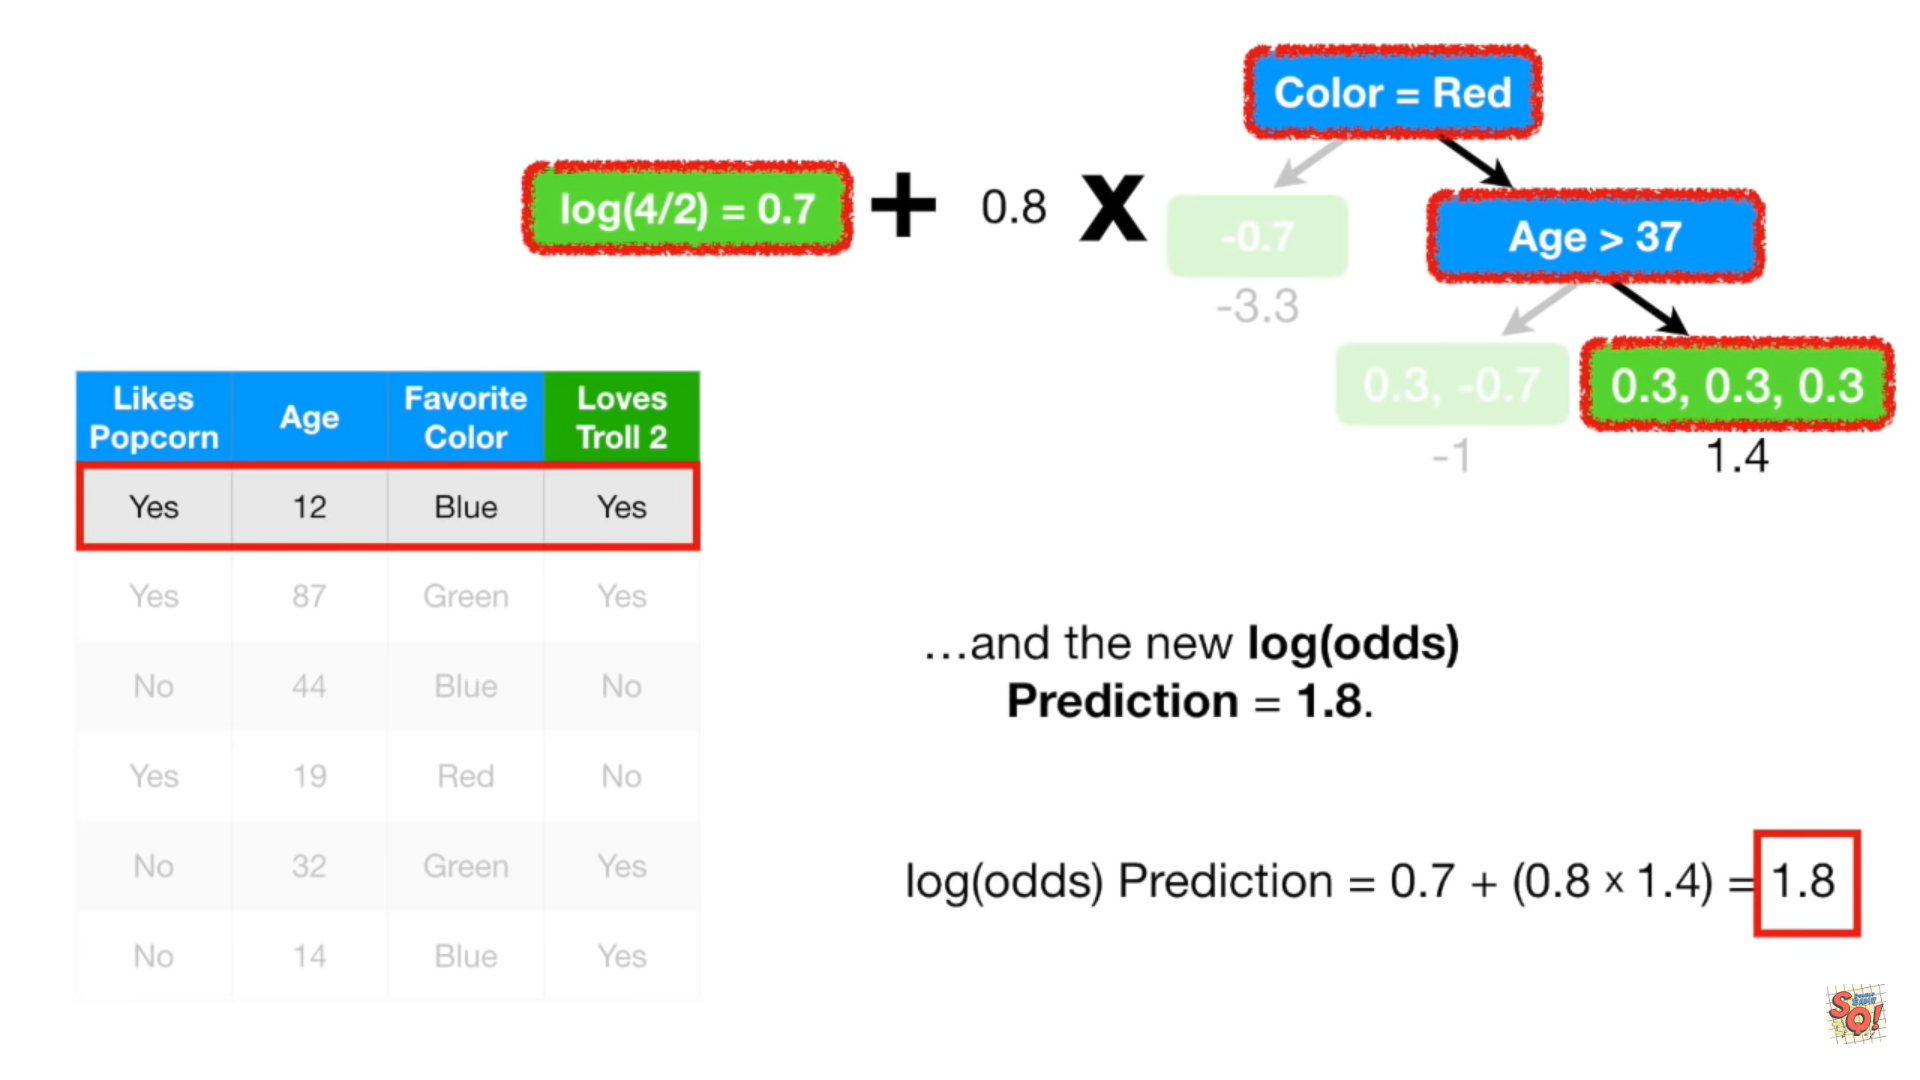 Color = Red
log(4/2) = 0.7 + 0.8 X
-0.7
Age > 37
-3.3
0.3, -0.7
0.3, 0.3, 0.3
-1
1.4
Likes Popcorn Age Favorite Color Loves Troll 2
Yes 12 Blue Yes
Yes 87 Green Yes
No 44 Blue No
Yes 19 Red No
No 32 Green Yes
No 14 Blue Yes
…and the new log(odds)
Prediction = 1.8.
log(odds) Prediction = 0.7 + (0.8 x 1.4) = 1.8
SQ!